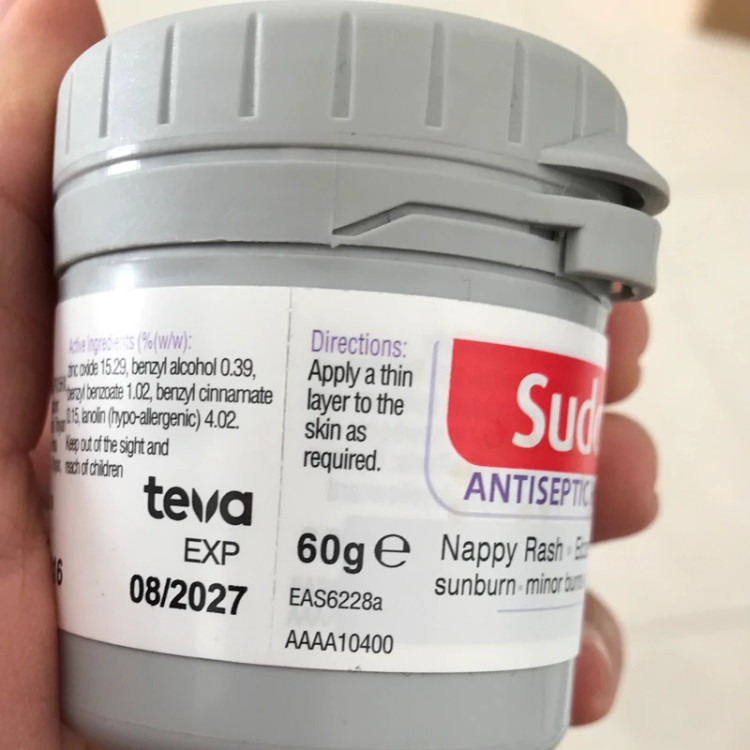 Active ingredients (%(w/w):
zinc oxide 15.29, benzyl alcohol 0.39,
benzyl benzoate 1.02, benzyl cinnamate
0.15, lanolin (hypo-allergenic) 4.02.
Keep out of the sight and
reach of children
teva
EXP
08/2027
Directions:
Apply a thin
layer to the
skin as
required.
60g e
EAS6228a
AAAA10400
Sudo
ANTISEPTIC
Nappy Rash
sunburn · minor burns